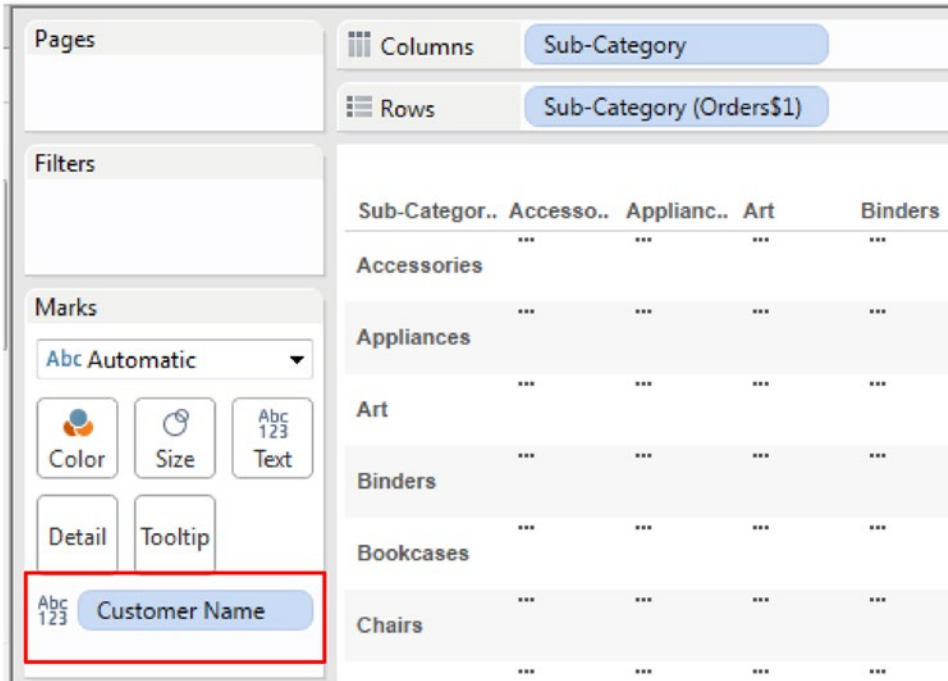 Pages
Columns Sub-Category
Rows Sub-Category (Orders$1)
Filters
Sub-Categor.. Accesso.. Applianc.. Art Binders
... ... ... ...
Accessories
Marks
... ... ... ...
Appliances
Abc Automatic
... ... ... ...
Art
Abc
123
Color Size Text
... ... ... ...
Binders
... ... ... ...
Detail Tooltip
Bookcases
... ... ... ...
Abc
123
Customer Name
Chairs
... ... ... ...